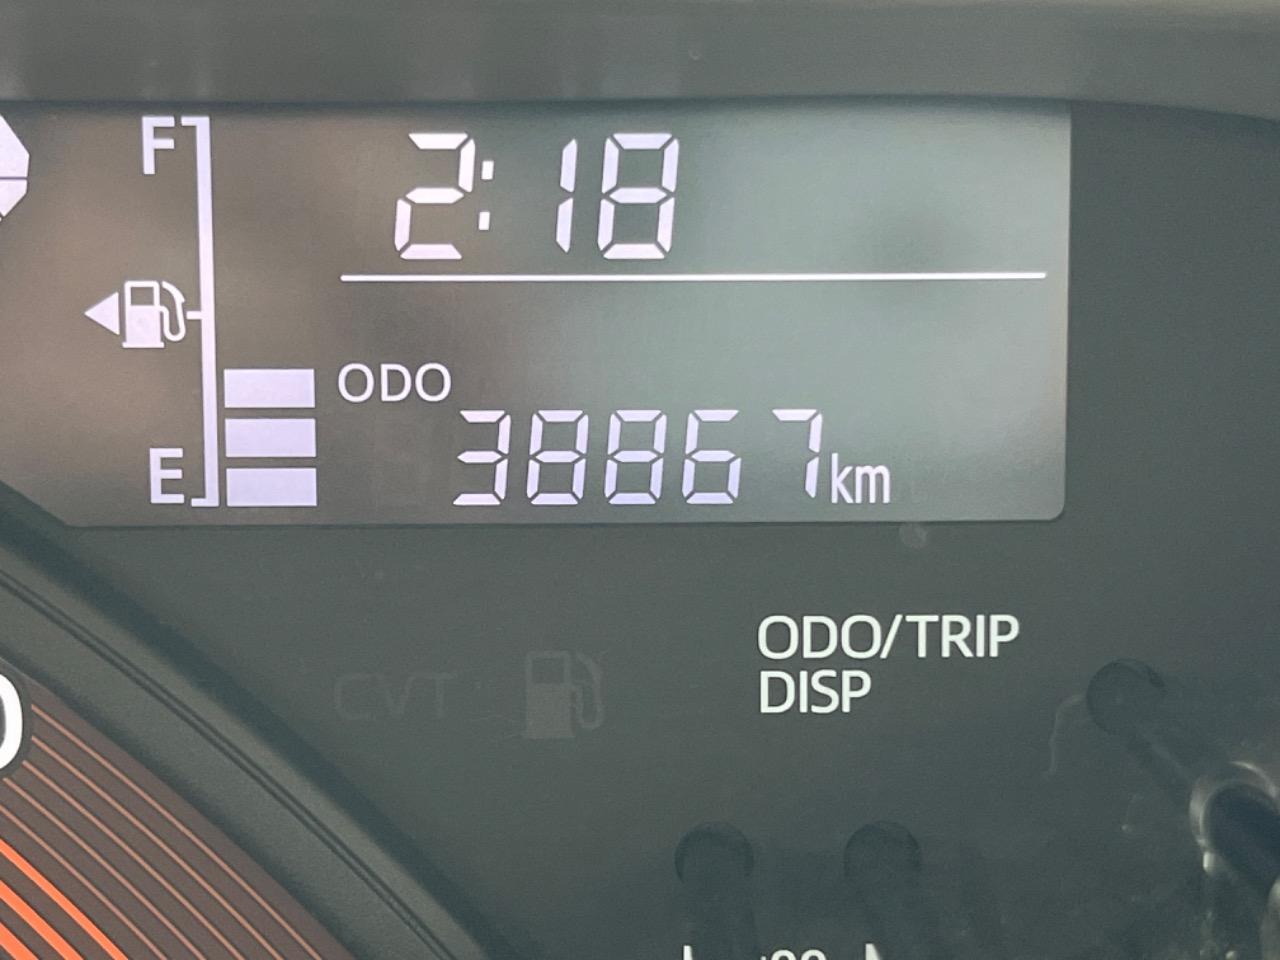 F
2:18
ODO
38867km
E
ODO/TRIP
DISP
CVT